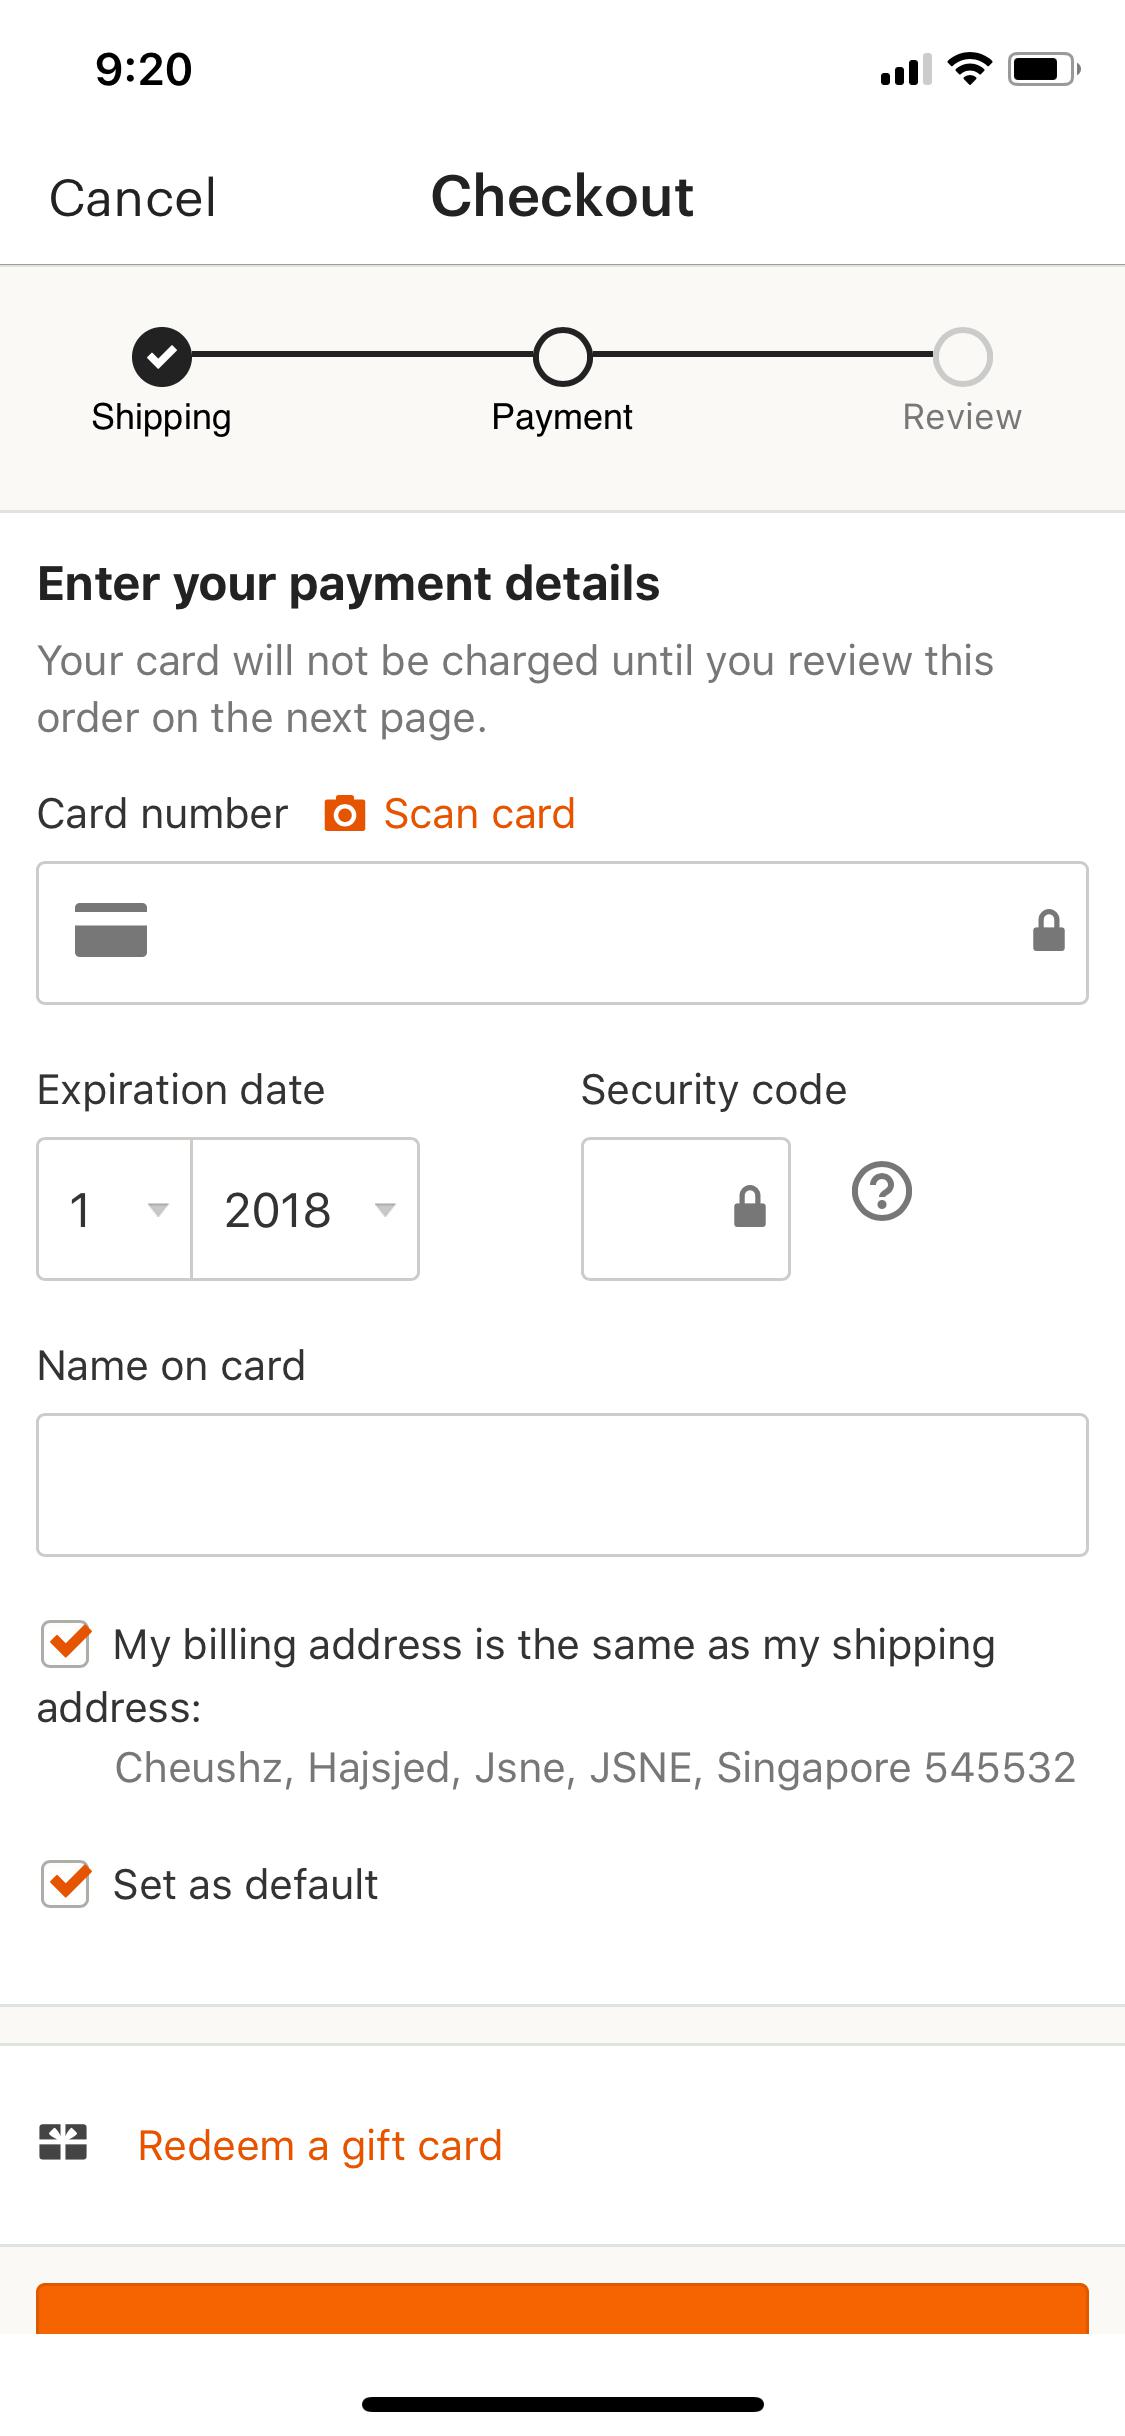 9:20
Cancel
Checkout
Shipping
Payment
Review
Enter your payment details
Your card will not be charged until you review this
order on the next page.
Card number
Scan card
Expiration date
Security code
1
2018
?
Name on card
My billing address is the same as my shipping
address:
Cheushz, Hajsjed, Jsne, JSNE, Singapore 545532
Set as default
Redeem a gift card